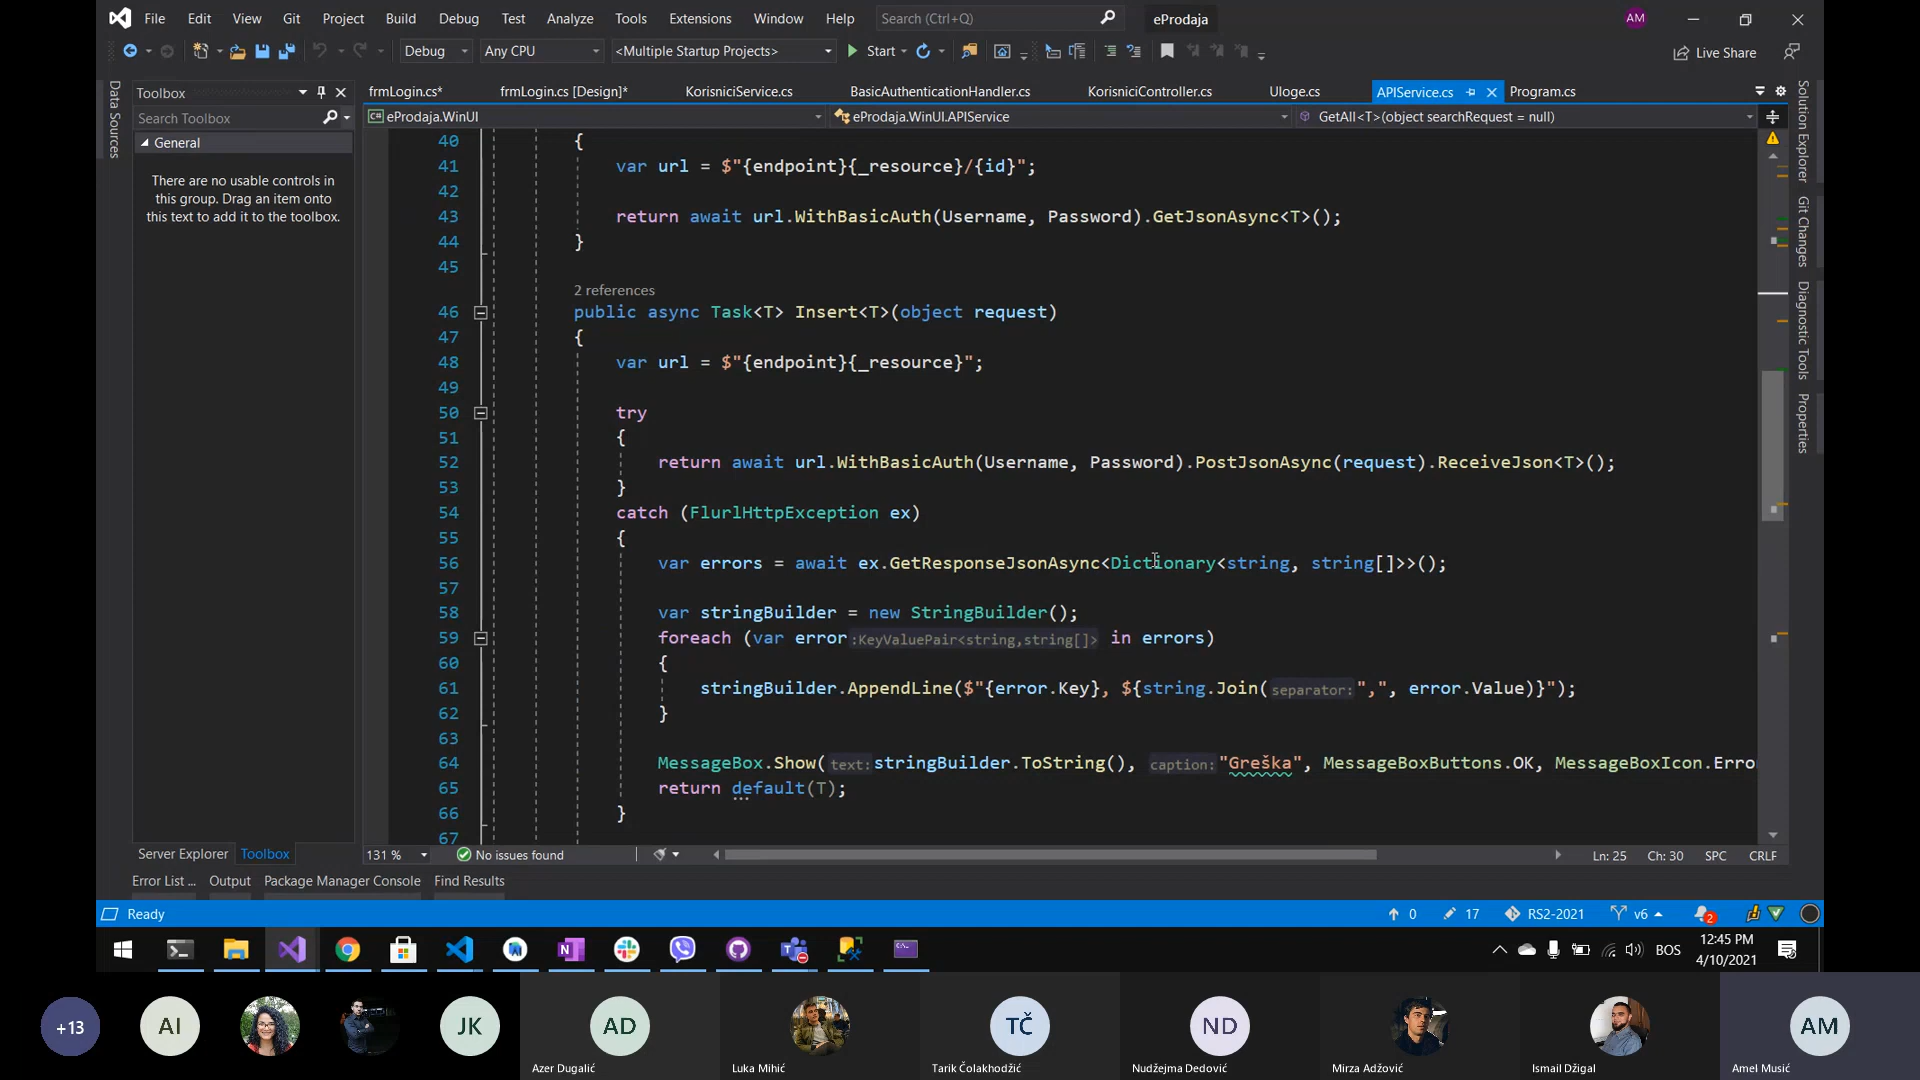 File Edit View Git Project Build Debug Test Analyze Tools Extensions Window Help Search (Ctrl+Q) eProdaja AM
Debug Any CPU <Multiple Startup Projects> Start Live Share
Data Sources
Toolbox
Search Toolbox
General
There are no usable controls in
this group. Drag an item onto
this text to add it to the toolbox.
frmLogin.cs* frmLogin.cs [Design]* KorisniciService.cs BasicAuthenticationHandler.cs KorisniciController.cs Uloge.cs APIService.cs Program.cs
eProdaja.WinUI eProdaja.WinUI.APIService GetAll<T>(object searchRequest = null)
40 {
41 var url = $"{endpoint}{_resource}/{id}";
42
43 return await url.WithBasicAuth(Username, Password).GetJsonAsync<T>();
44 }
45
2 references
46 public async Task<T> Insert<T>(object request)
47 {
48 var url = $"{endpoint}{_resource}";
49
50 try
51 {
52 return await url.WithBasicAuth(Username, Password).PostJsonAsync(request).ReceiveJson<T>();
53 }
54 catch (FlurlHttpException ex)
55 {
56 var errors = await ex.GetResponseJsonAsync<Dictionary<string, string[]>>();
57
58 var stringBuilder = new StringBuilder();
59 foreach (var error :KeyValuePair<string,string[]> in errors)
60 {
61 stringBuilder.AppendLine($"{error.Key}, ${string.Join( separator: ",", error.Value)}");
62 }
63
64 MessageBox.Show( text: stringBuilder.ToString(), caption: "Greška", MessageBoxButtons.OK, MessageBoxIcon.Erro
65 return default(T);
66 }
67
Solution Explorer
Git Changes
Diagnostic Tools
Properties
Server Explorer Toolbox
131 % No issues found Ln: 25 Ch: 30 SPC CRLF
Error List ... Output Package Manager Console Find Results
Ready 0 17 RS2-2021 v6 2
BOS 12:45 PM
4/10/2021
+13 AI JK AD TČ ND AM
Azer Dugalić Luka Mihić Tarik Čolakhodžić Nudžejma Dedović Mirza Adžović Ismail Džigal Amel Musić